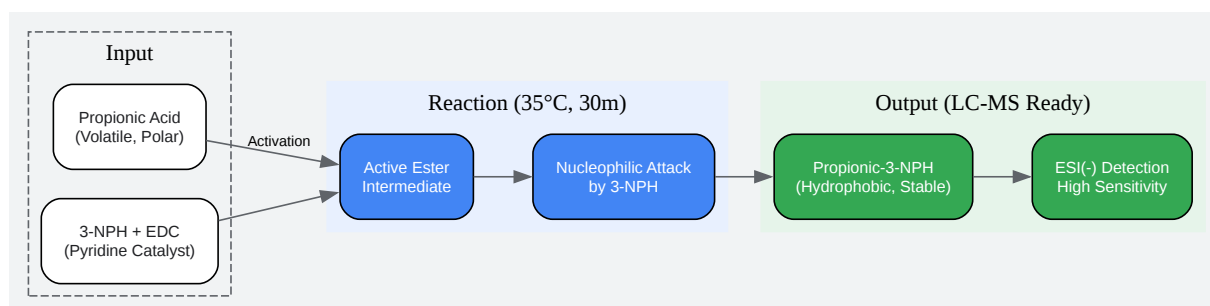 Input
Propionic Acid
(Volatile, Polar)
3-NPH + EDC
(Pyridine Catalyst)
Activation
Reaction (35°C, 30m)
Active Ester
Intermediate
Nucleophilic Attack
by 3-NPH
Output (LC-MS Ready)
Propionic-3-NPH
(Hydrophobic, Stable)
ESI(-) Detection
High Sensitivity